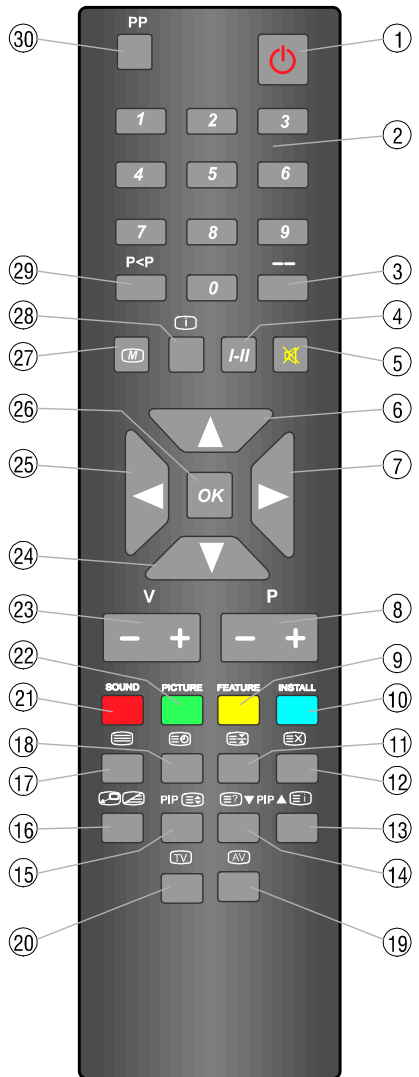 PP
30
1
1 2 3
2
4 5 6
7 8 9
P<P
29
0
--
3
28
i
I-II
4
27
M
5
26
6
25
OK
7
24
V P
23
- +
- +
8
22
9
SOUND PICTURE FEATURE INSTALL
21
10
18
11
17
X
12
16
PIP
? ▼PIP▲ i
13
15
14
TV AV
20
19